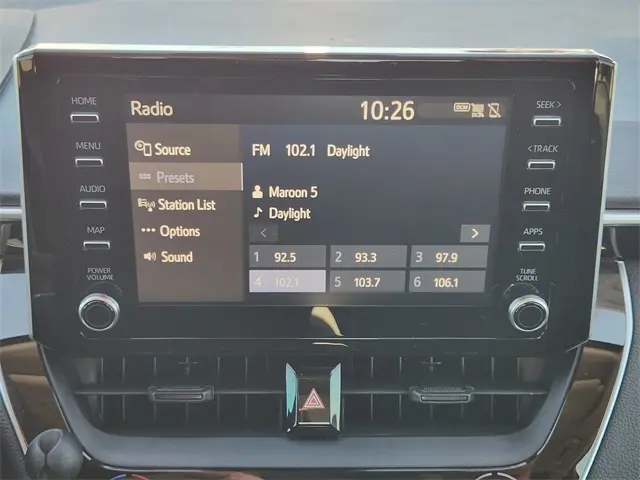 HOME
MENU
AUDIO
MAP
POWER
VOLUME
Radio
10:26
DCM
Source
Presets
Station List
Options
Sound
FM 102.1 Daylight
Maroon 5
Daylight
< >
1 92.5 2 93.3 3 97.9
4 102.1 5 103.7 6 106.1
SEEK >
< TRACK
PHONE
APPS
TUNE
SCROLL